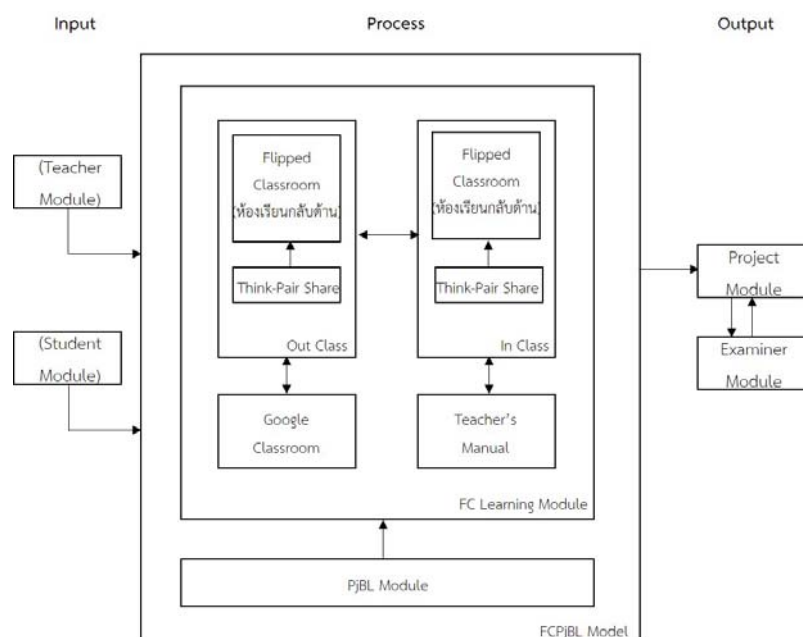 Input
Process
Output
(Teacher
Module)
(Student
Module)
Flipped
Classroom
(ห้องเรียนกลับด้าน)
Think-Pair Share
Out Class
Flipped
Classroom
(ห้องเรียนกลับด้าน)
Think-Pair Share
In Class
Google
Classroom
Teacher's
Manual
FC Learning Module
PjBL Module
FCPjBL Model
Project
Module
Examiner
Module